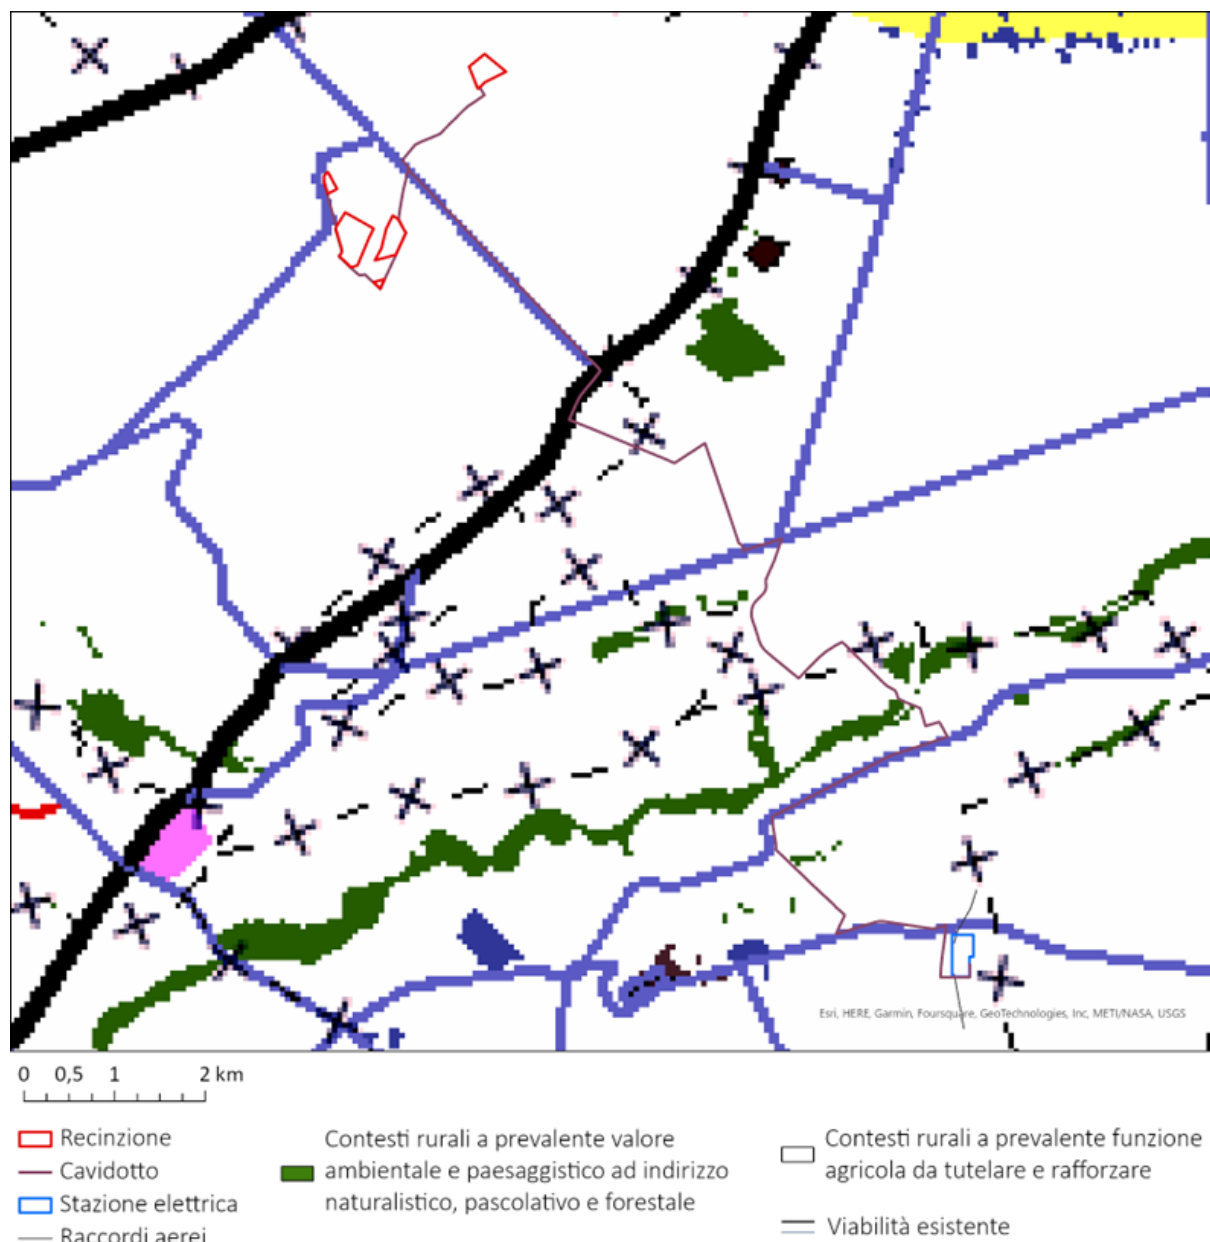 Esri, HERE, Garmin, Foursquare, GeoTechnologies, Inc, METI/NASA, USGS
0 0,5 1 2 km
Recinzione
Cavidotto
Stazione elettrica
Raccordi aerei
Contesti rurali a prevalente valore
ambientale e paesaggistico ad indirizzo
naturalistico, pascolativo e forestale
Contesti rurali a prevalente funzione
agricola da tutelare e rafforzare
Viabilità esistente